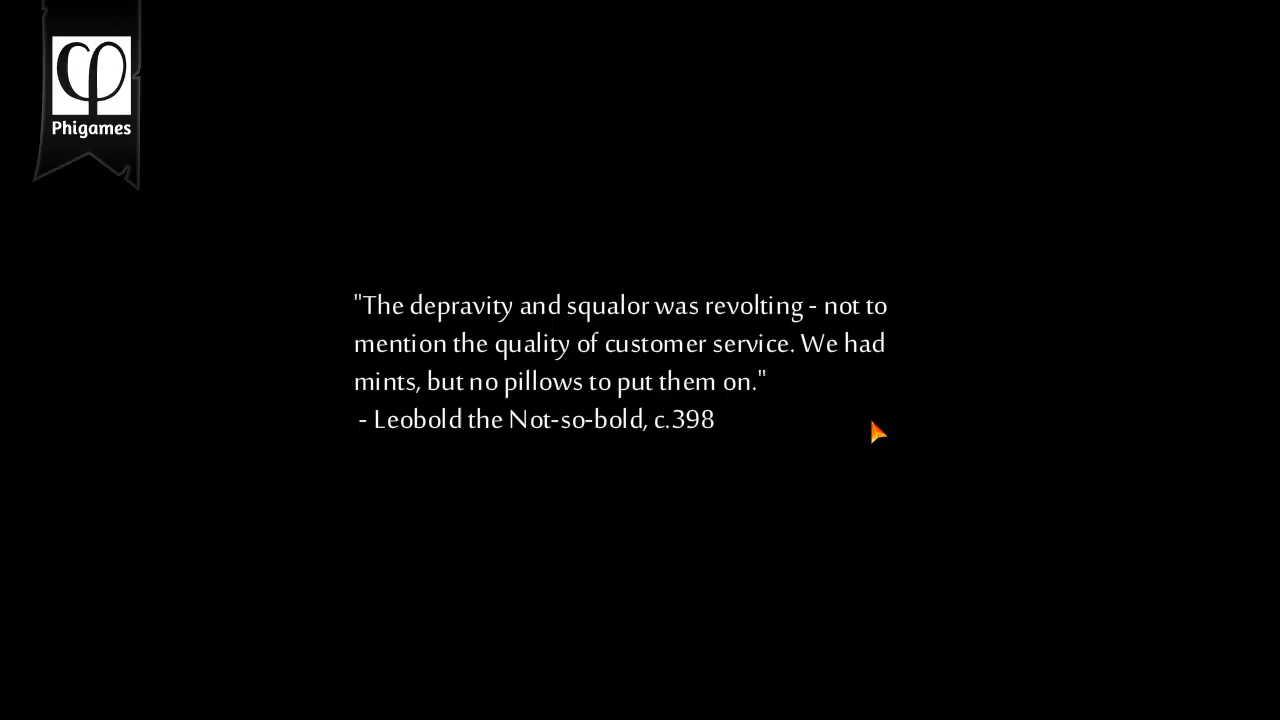 φ
Phigames
"The depravity and squalor was revolting - not to
mention the quality of customer service. We had
mints, but no pillows to put them on."
- Leobold the Not-so-bold, c.398